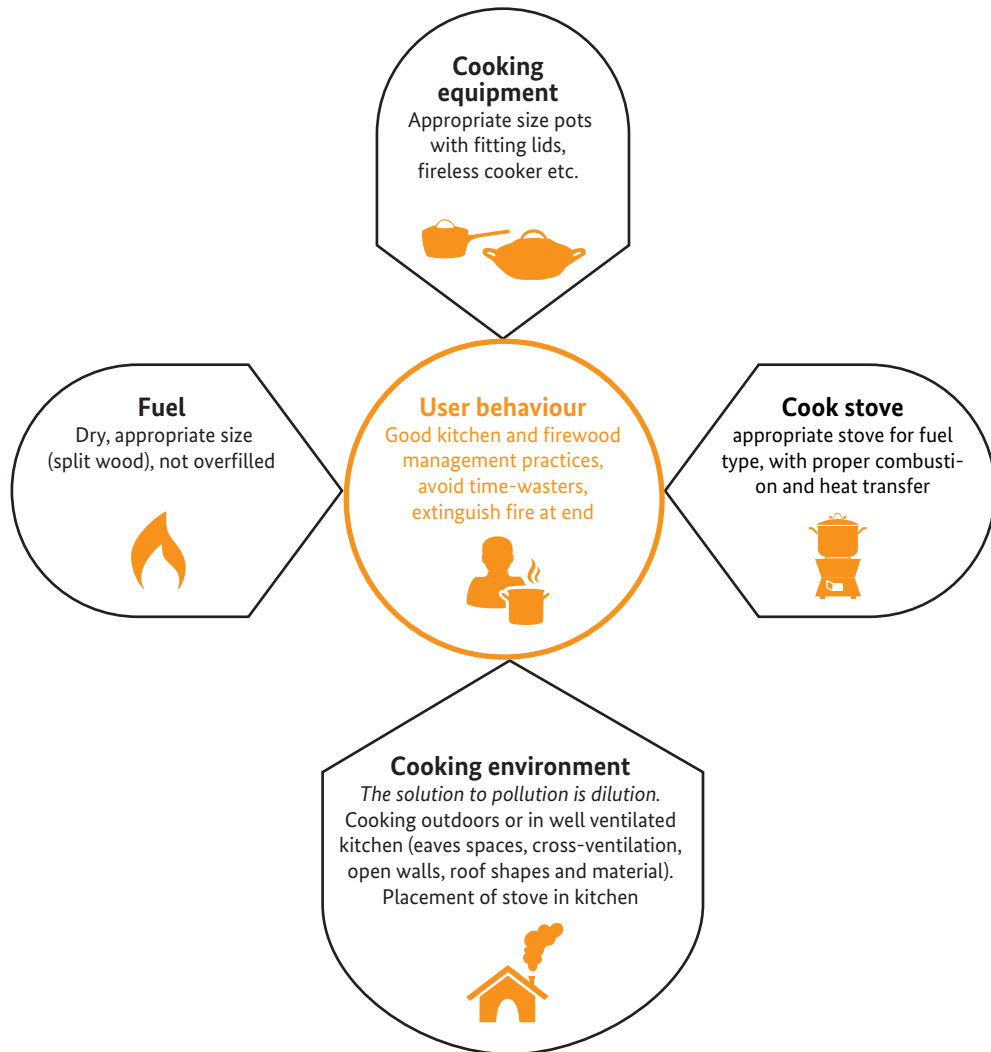 Cooking
equipment
Appropriate size pots
with fitting lids,
fireless cooker etc.
Fuel
Dry, appropriate size
(split wood), not overfilled
User behaviour
Good kitchen and firewood
management practices,
avoid time-wasters,
extinguish fire at end
Cook stove
appropriate stove for fuel
type, with proper combusti-
on and heat transfer
Cooking environment
The solution to pollution is dilution.
Cooking outdoors or in well ventilated
kitchen (eaves spaces, cross-ventilation,
open walls, roof shapes and material).
Placement of stove in kitchen